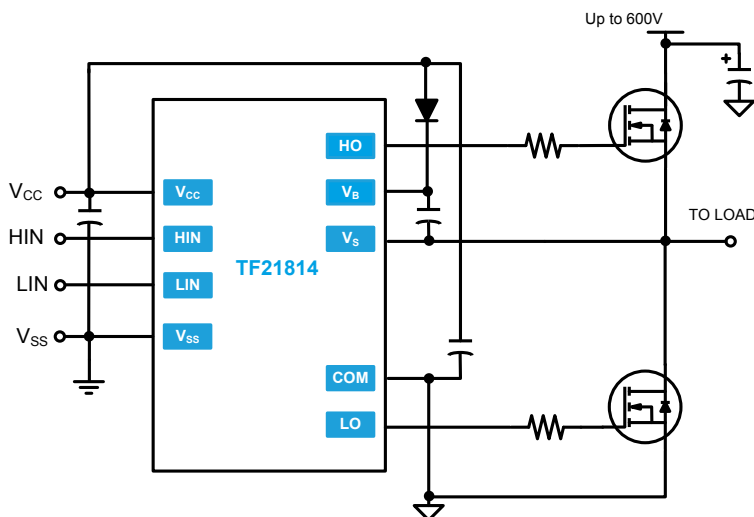 Up to 600V
+
HO
VCC
VCC
VB
TO LOAD
HIN
HIN
VS
TF21814
LIN
LIN
VSS
VSS
COM
LO